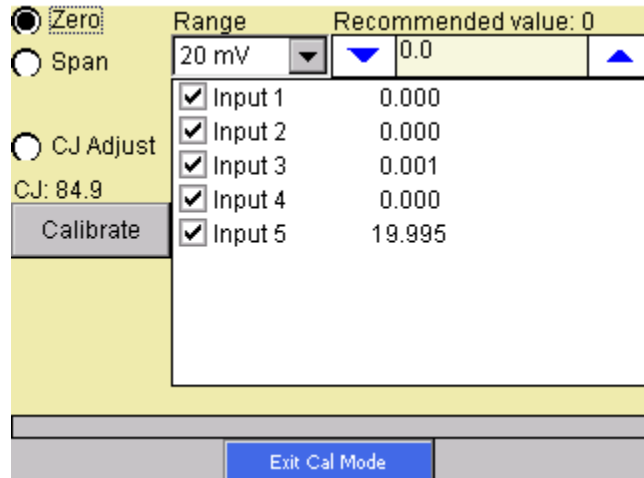 Zero Range Recommended value: 0
Span 20 mV 0.0
Input 1 0.000
Input 2 0.000
CJ Adjust Input 3 0.001
CJ: 84.9 Input 4 0.000
Calibrate Input 5 19.995
Exit Cal Mode